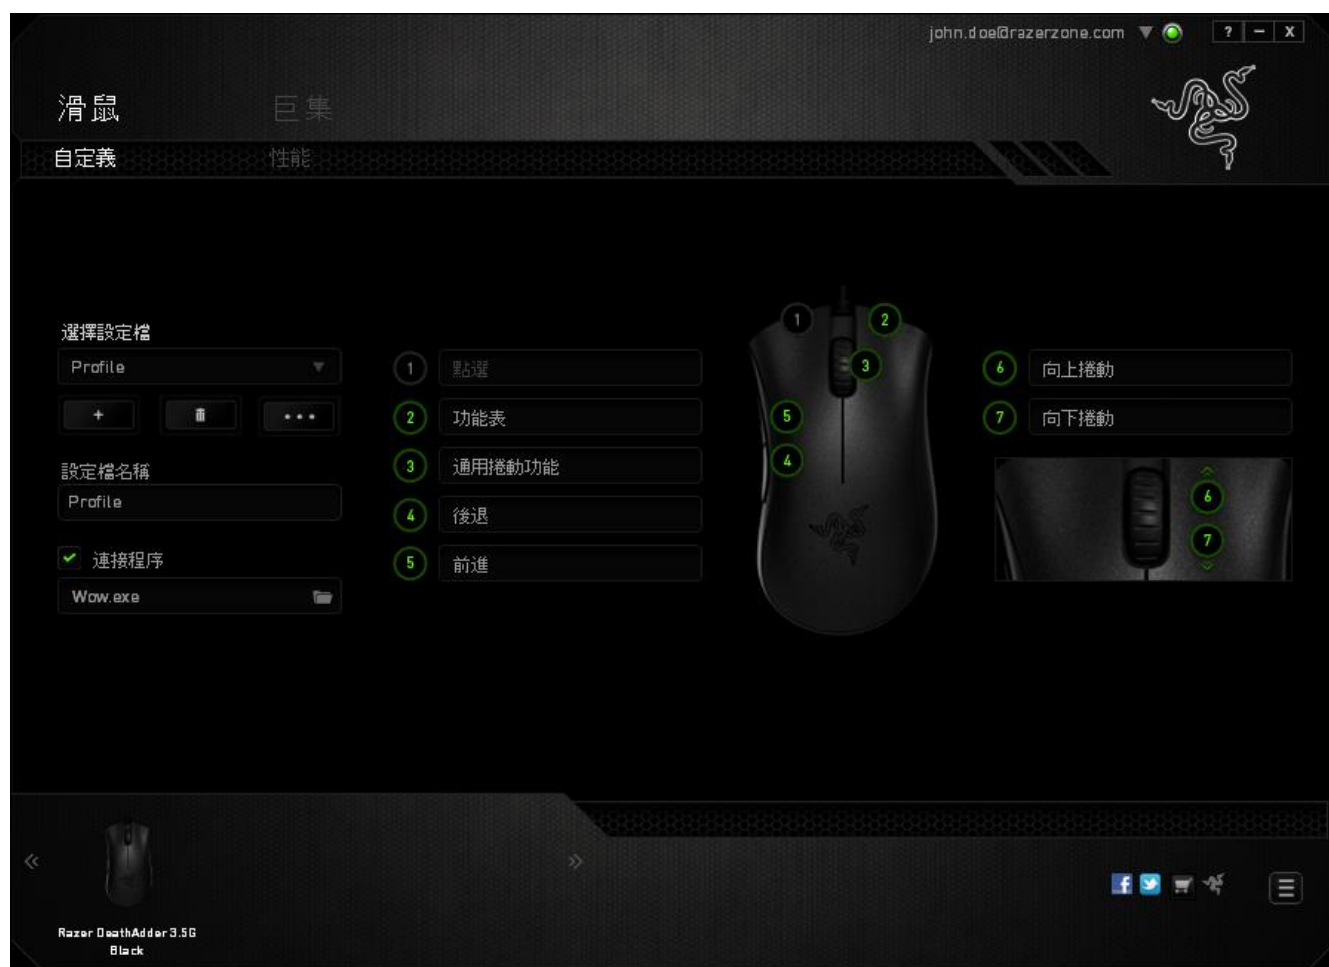 john.doe@razerzone.com
? – X
滑鼠 巨集
自定義 性能
選擇設定檔
Profile
+
設定檔名稱
Profile
連接程序
Wow.exe
1 點選
2 功能表
3 通用捲動功能
4 後退
5 前進
1 2
3
5
4
6 向上捲動
7 向下捲動
6
7
Razer DeathAdder 3.5G
Black